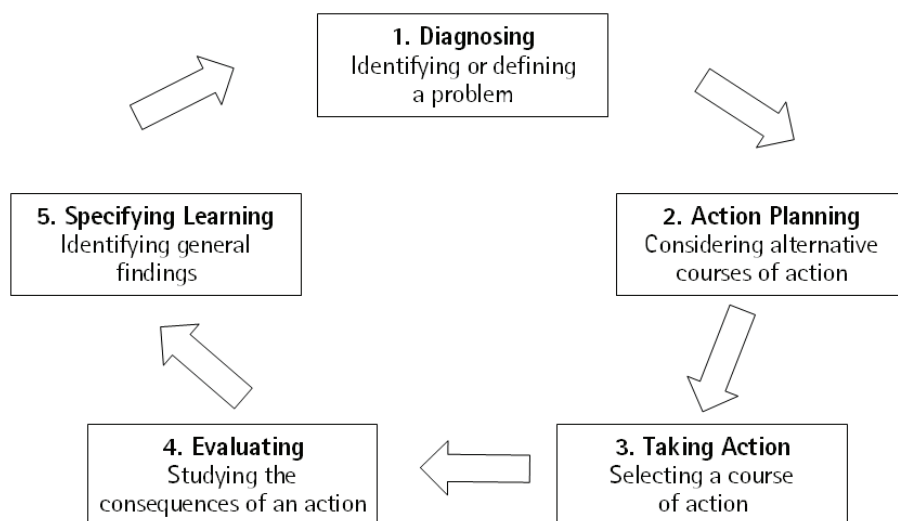 1. Diagnosing
Identifying or defining
a problem
2. Action Planning
Considering alternative
courses of action
3. Taking Action
Selecting a course
of action
4. Evaluating
Studying the
consequences of an action
5. Specifying Learning
Identifying general
findings